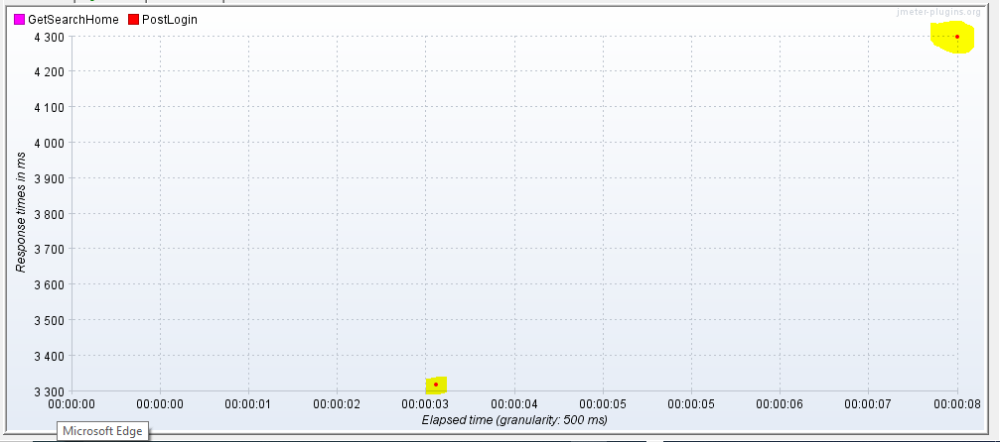 jmeter-plugins.org
GetSearchHome PostLogin
4 300
4 200
4 100
4 000
3 900
3 800
3 700
3 600
3 500
3 400
3 300
Response times in ms
00:00:00 00:00:00 00:00:01 00:00:02 00:00:03 00:00:04 00:00:05 00:00:05 00:00:06 00:00:07 00:00:08
Elapsed time (granularity: 500 ms)
Microsoft Edge